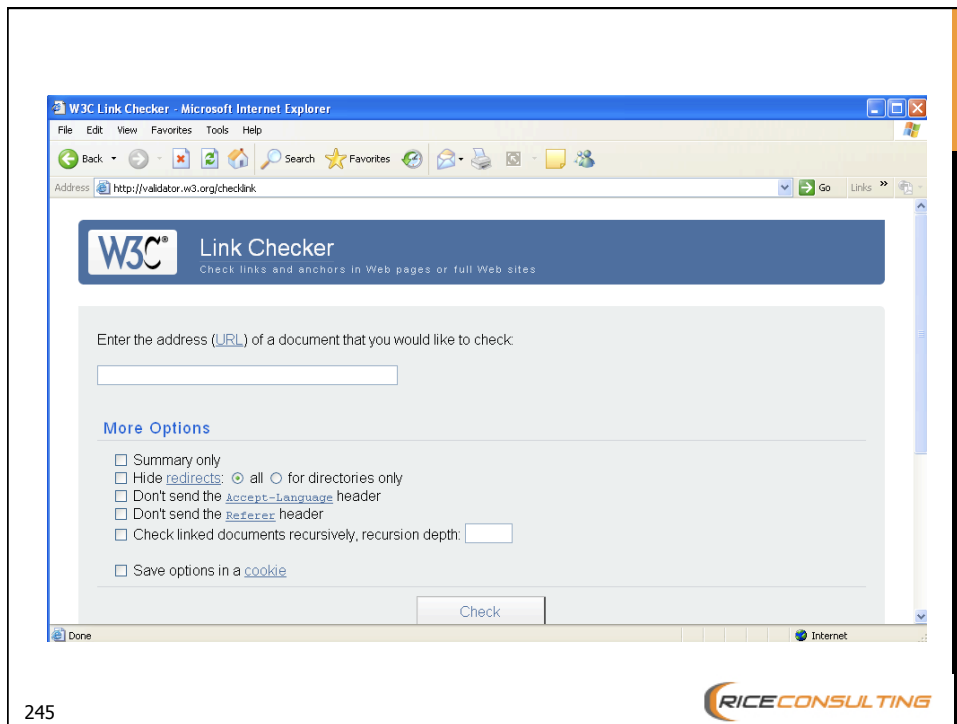 W3C Link Checker - Microsoft Internet Explorer
File Edit View Favorites Tools Help
Back Search Favorites
Address http://validator.w3.org/checklink Go Links »
W3C®
Link Checker
Check links and anchors in Web pages or full Web sites
Enter the address (URL) of a document that you would like to check:
More Options
Summary only
Hide redirects: all for directories only
Don't send the Accept-Language header
Don't send the Referer header
Check linked documents recursively, recursion depth:
Save options in a cookie
Check
Done Internet
245
RICECONSULTING